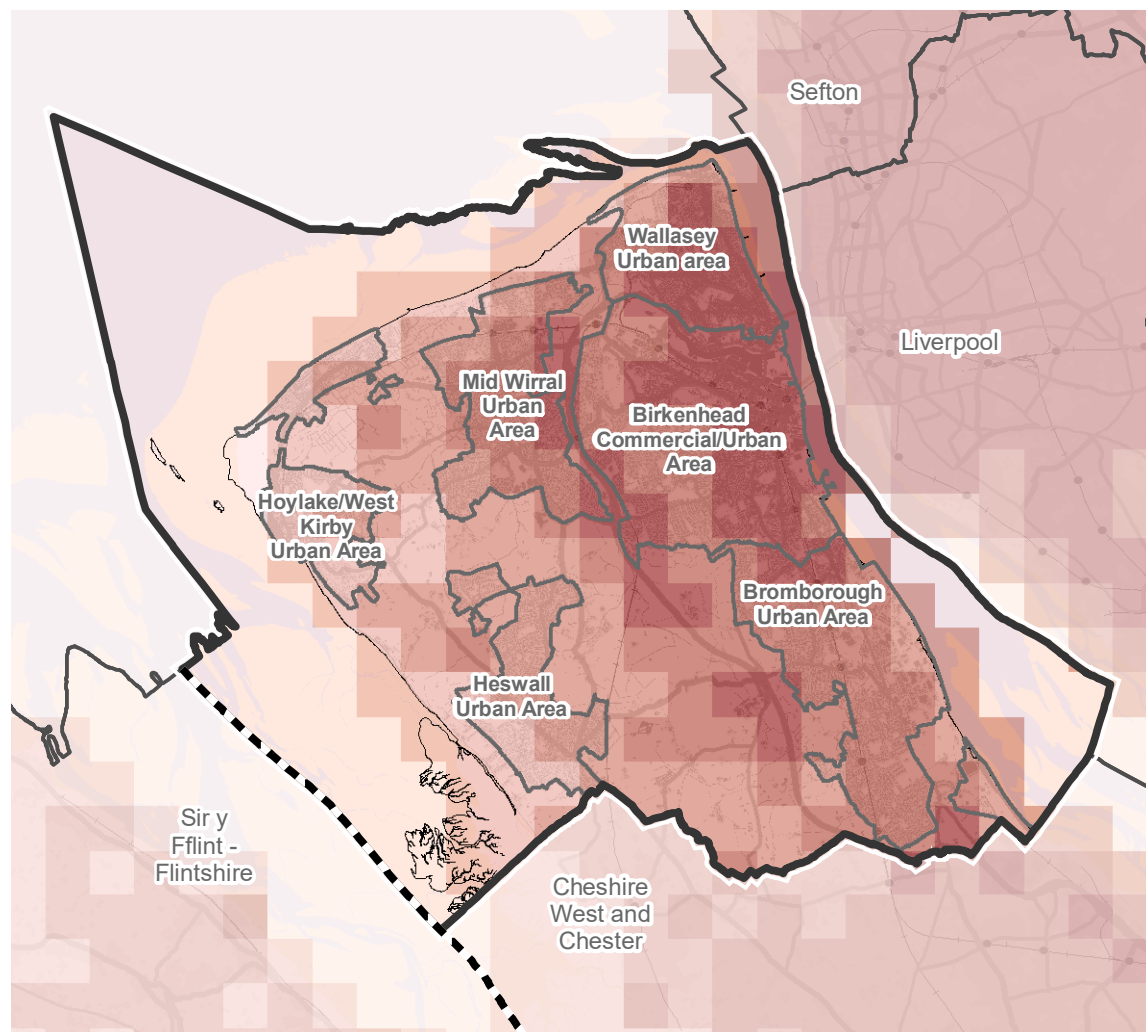 Sefton
Wallasey
Urban area
Liverpool
Mid Wirral
Urban
Area
Birkenhead
Commercial/Urban
Area
Hoylake/West
Kirby
Urban Area
Bromborough
Urban Area
Heswall
Urban Area
Sir y
Fflint -
Flintshire
Cheshire
West and
Chester